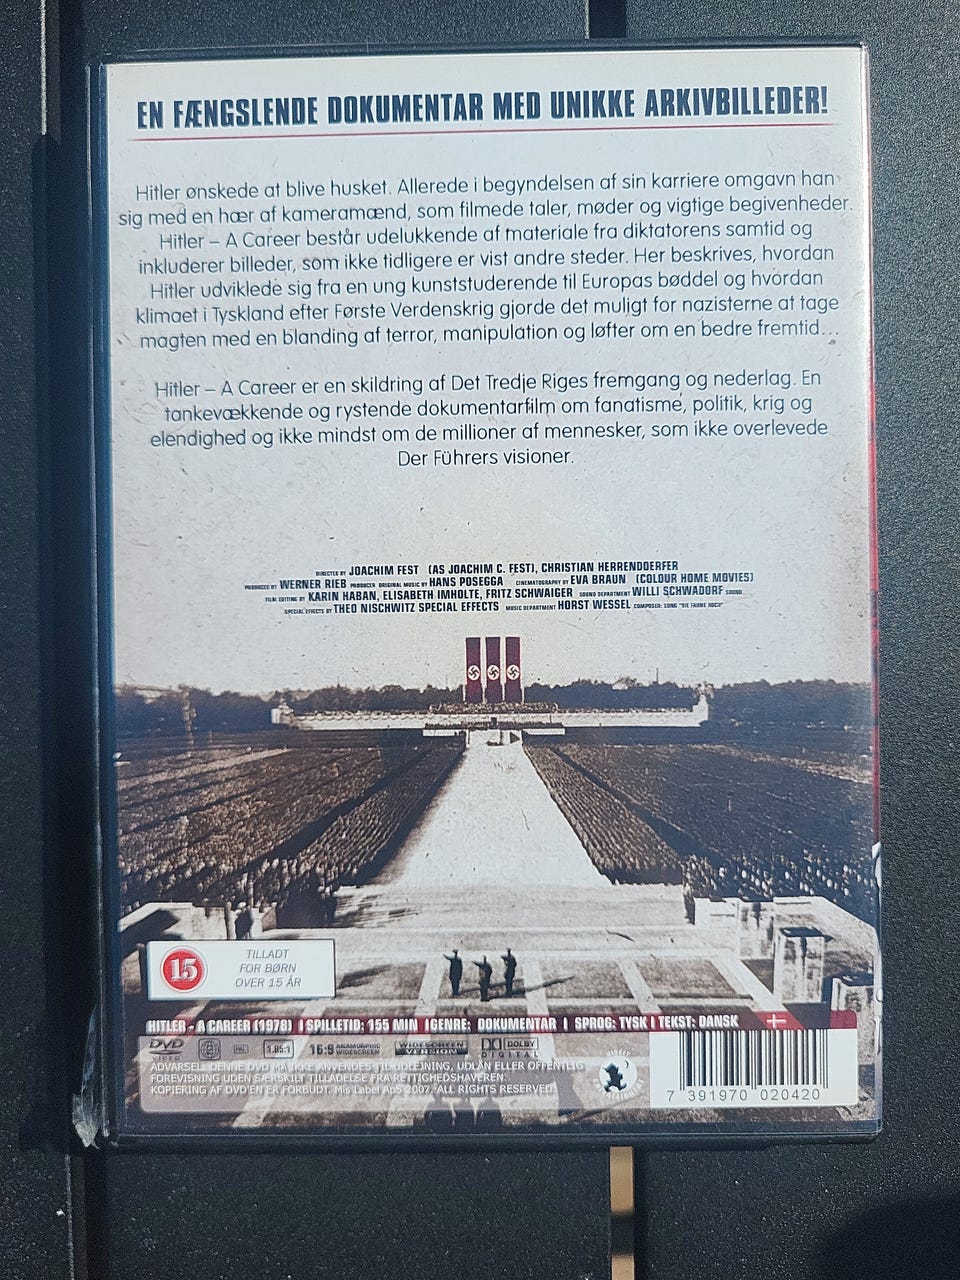 EN FÆNGSLENDE DOKUMENTAR MED UNIKKE ARKIVBILLEDER!
Hitler ønskede at blive husket. Allerede i begyndelsen af sin karriere omgavn han
sig med en hær af kameramænd, som filmede taler, møder og vigtige begivenheder.
Hitler – A Career består udelukkende af materiale fra diktatorens samtid og
inkluderer billeder, som ikke tidligere er vist andre steder. Her beskrives, hvordan
Hitler udviklede sig fra en ung kunststuderende til Europas bøddel og hvordan
klimaet i Tyskland efter Første Verdenskrig gjorde det muligt for nazisterne at tage
magten med en blanding af terror, manipulation og løfter om en bedre fremtid...
Hitler – A Career er en skildring af Det Tredje Riges fremgang og nederlag. En
tankevækkende og rystende dokumentarfilm om fanatisme, politik, krig og
elendighed og ikke mindst om de millioner af mennesker, som ikke overlevede
Der Führers visioner.
DIRECTED BY JOACHIM FEST (AS JOACHIM C. FEST), CHRISTIAN HERRENDOERFER
PRODUCED BY WERNER RIEB PRODUCER ORIGINAL MUSIC BY HANS POSEGGA CINEMATOGRAPHY BY EVA BRAUN (COLOUR HOME MOVIES)
FILM EDITING BY KARIN HABAN, ELISABETH IMHOLTE, FRITZ SCHWAIGER SOUND DEPARTMENT WILLI SCHWADORF SOUND
SPECIAL EFFECTS BY THEO NISCHWITZ SPECIAL EFFECTS MUSIC DEPARTMENT HORST WESSEL COMPOSER: SONG "DIE FAHNE HOCH"
15
TILLADT
FOR BØRN
OVER 15 ÅR
HITLER - A CAREER (1978) | SPILLETID: 155 MIN | GENRE: DOKUMENTAR | SPROG: TYSK | TEKST: DANSK
DVD VIDEO PAL 1.85:1 16:9 ANAMORPHIC WIDESCREEN WIDESCREEN VERSION DOLBY DIGITAL
ADVARSEL: DENNE DVD MÅ IKKE ANVENDES TIL UDLEJNING, UDLÅN ELLER OFFENTLIG
FOREVISNING UDEN SÆRSKILT TILLADELSE FRA RETTIGHEDSHAVEREN.
KOPIERING AF DVD'EN ER FORBUDT. Mis Label ApS 2007. ALL RIGHTS RESERVED.
7 391970 020420